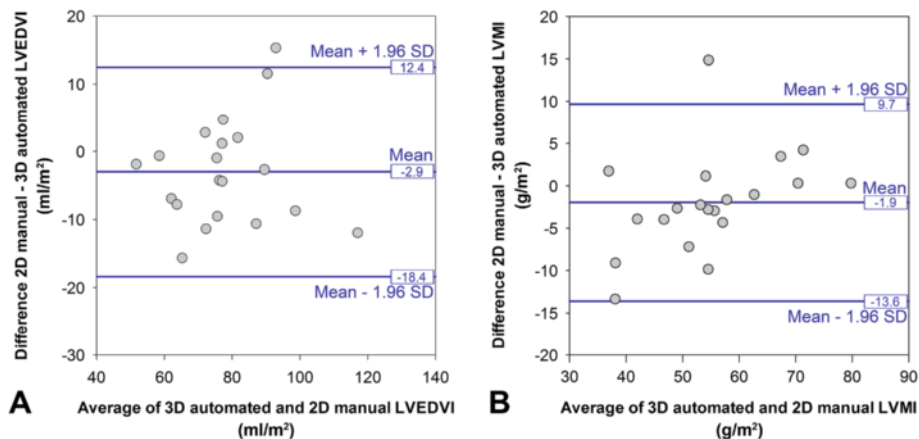 Difference 2D manual - 3D automated LVEDVI
(ml/m²)
20
10
0
-10
-20
-30
Mean + 1.96 SD
12.4
Mean
-2.9
-18.4
Mean - 1.96 SD
40
60
80
100
120
140
A
Average of 3D automated and 2D manual LVEDVI
(ml/m²)
Difference 2D manual - 3D automated LVMI
(g/m²)
20
15
10
5
0
-5
-10
-15
-20
Mean + 1.96 SD
9.7
Mean
-1.9
-13.6
Mean - 1.96 SD
30
40
50
60
70
80
90
B
Average of 3D automated and 2D manual LVMI
(g/m²)